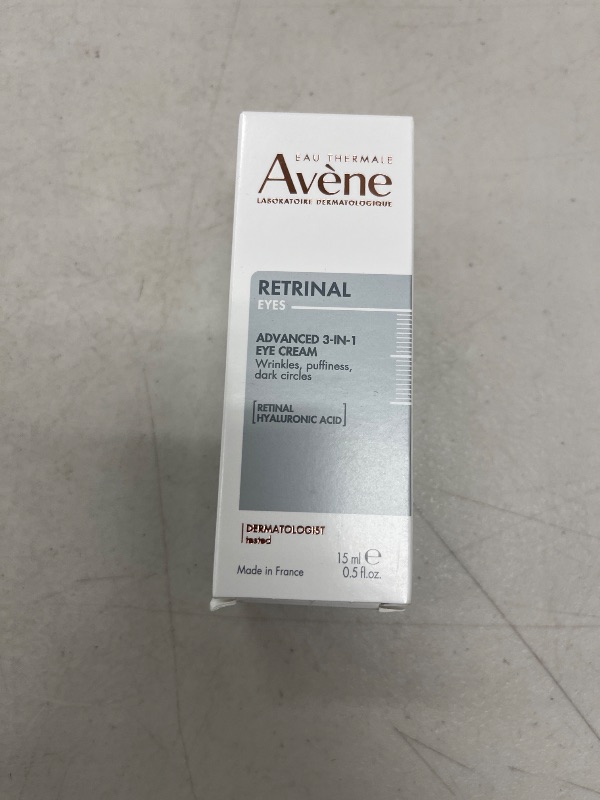 EAU THERMALE
Avène
LABORATOIRE DERMATOLOGIQUE
RETRINAL
EYES
ADVANCED 3-IN-1
EYE CREAM
Wrinkles, puffiness,
dark circles
RETINAL
HYALURONIC ACID
DERMATOLOGIST
tested
15 ml e
0.5 fl.oz.
Made in France